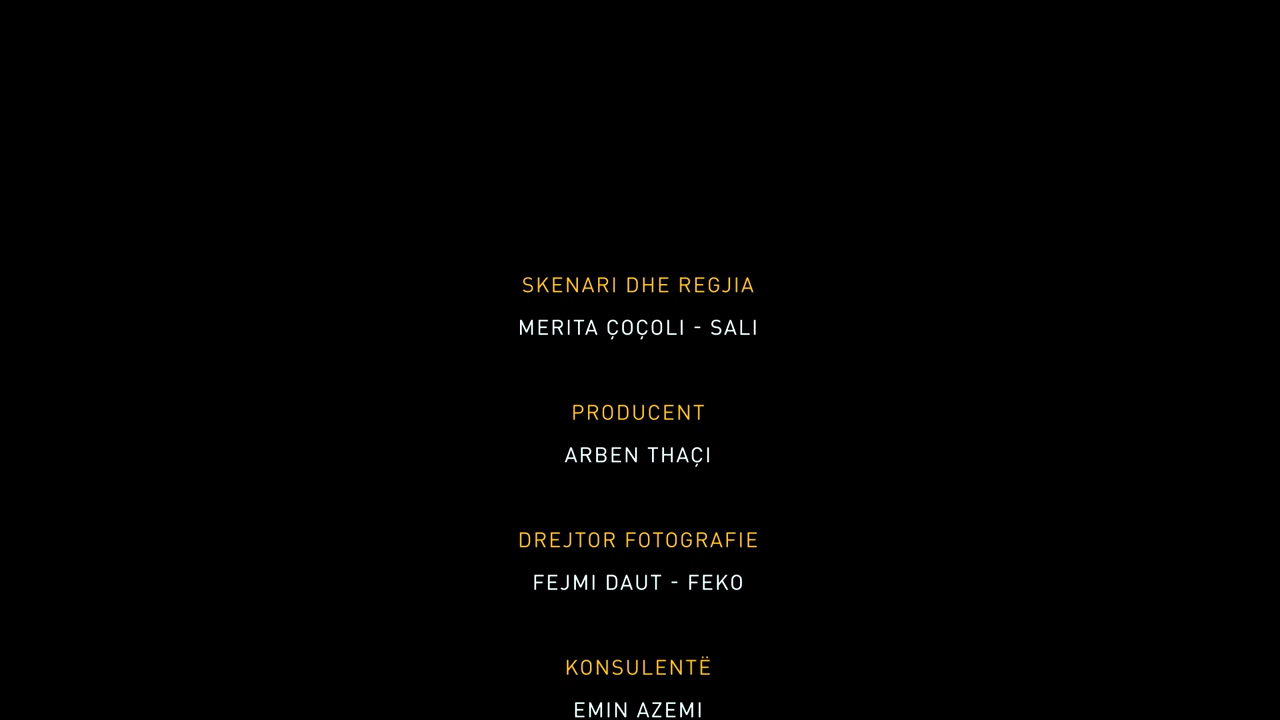 SKENARI DHE REGJIA
MERITA ÇOÇOLI - SALI
PRODUCENT
ARBEN THAÇI
DREJTOR FOTOGRAFIE
FEJMI DAUT - FEKO
KONSULENTË
EMIN AZEMI